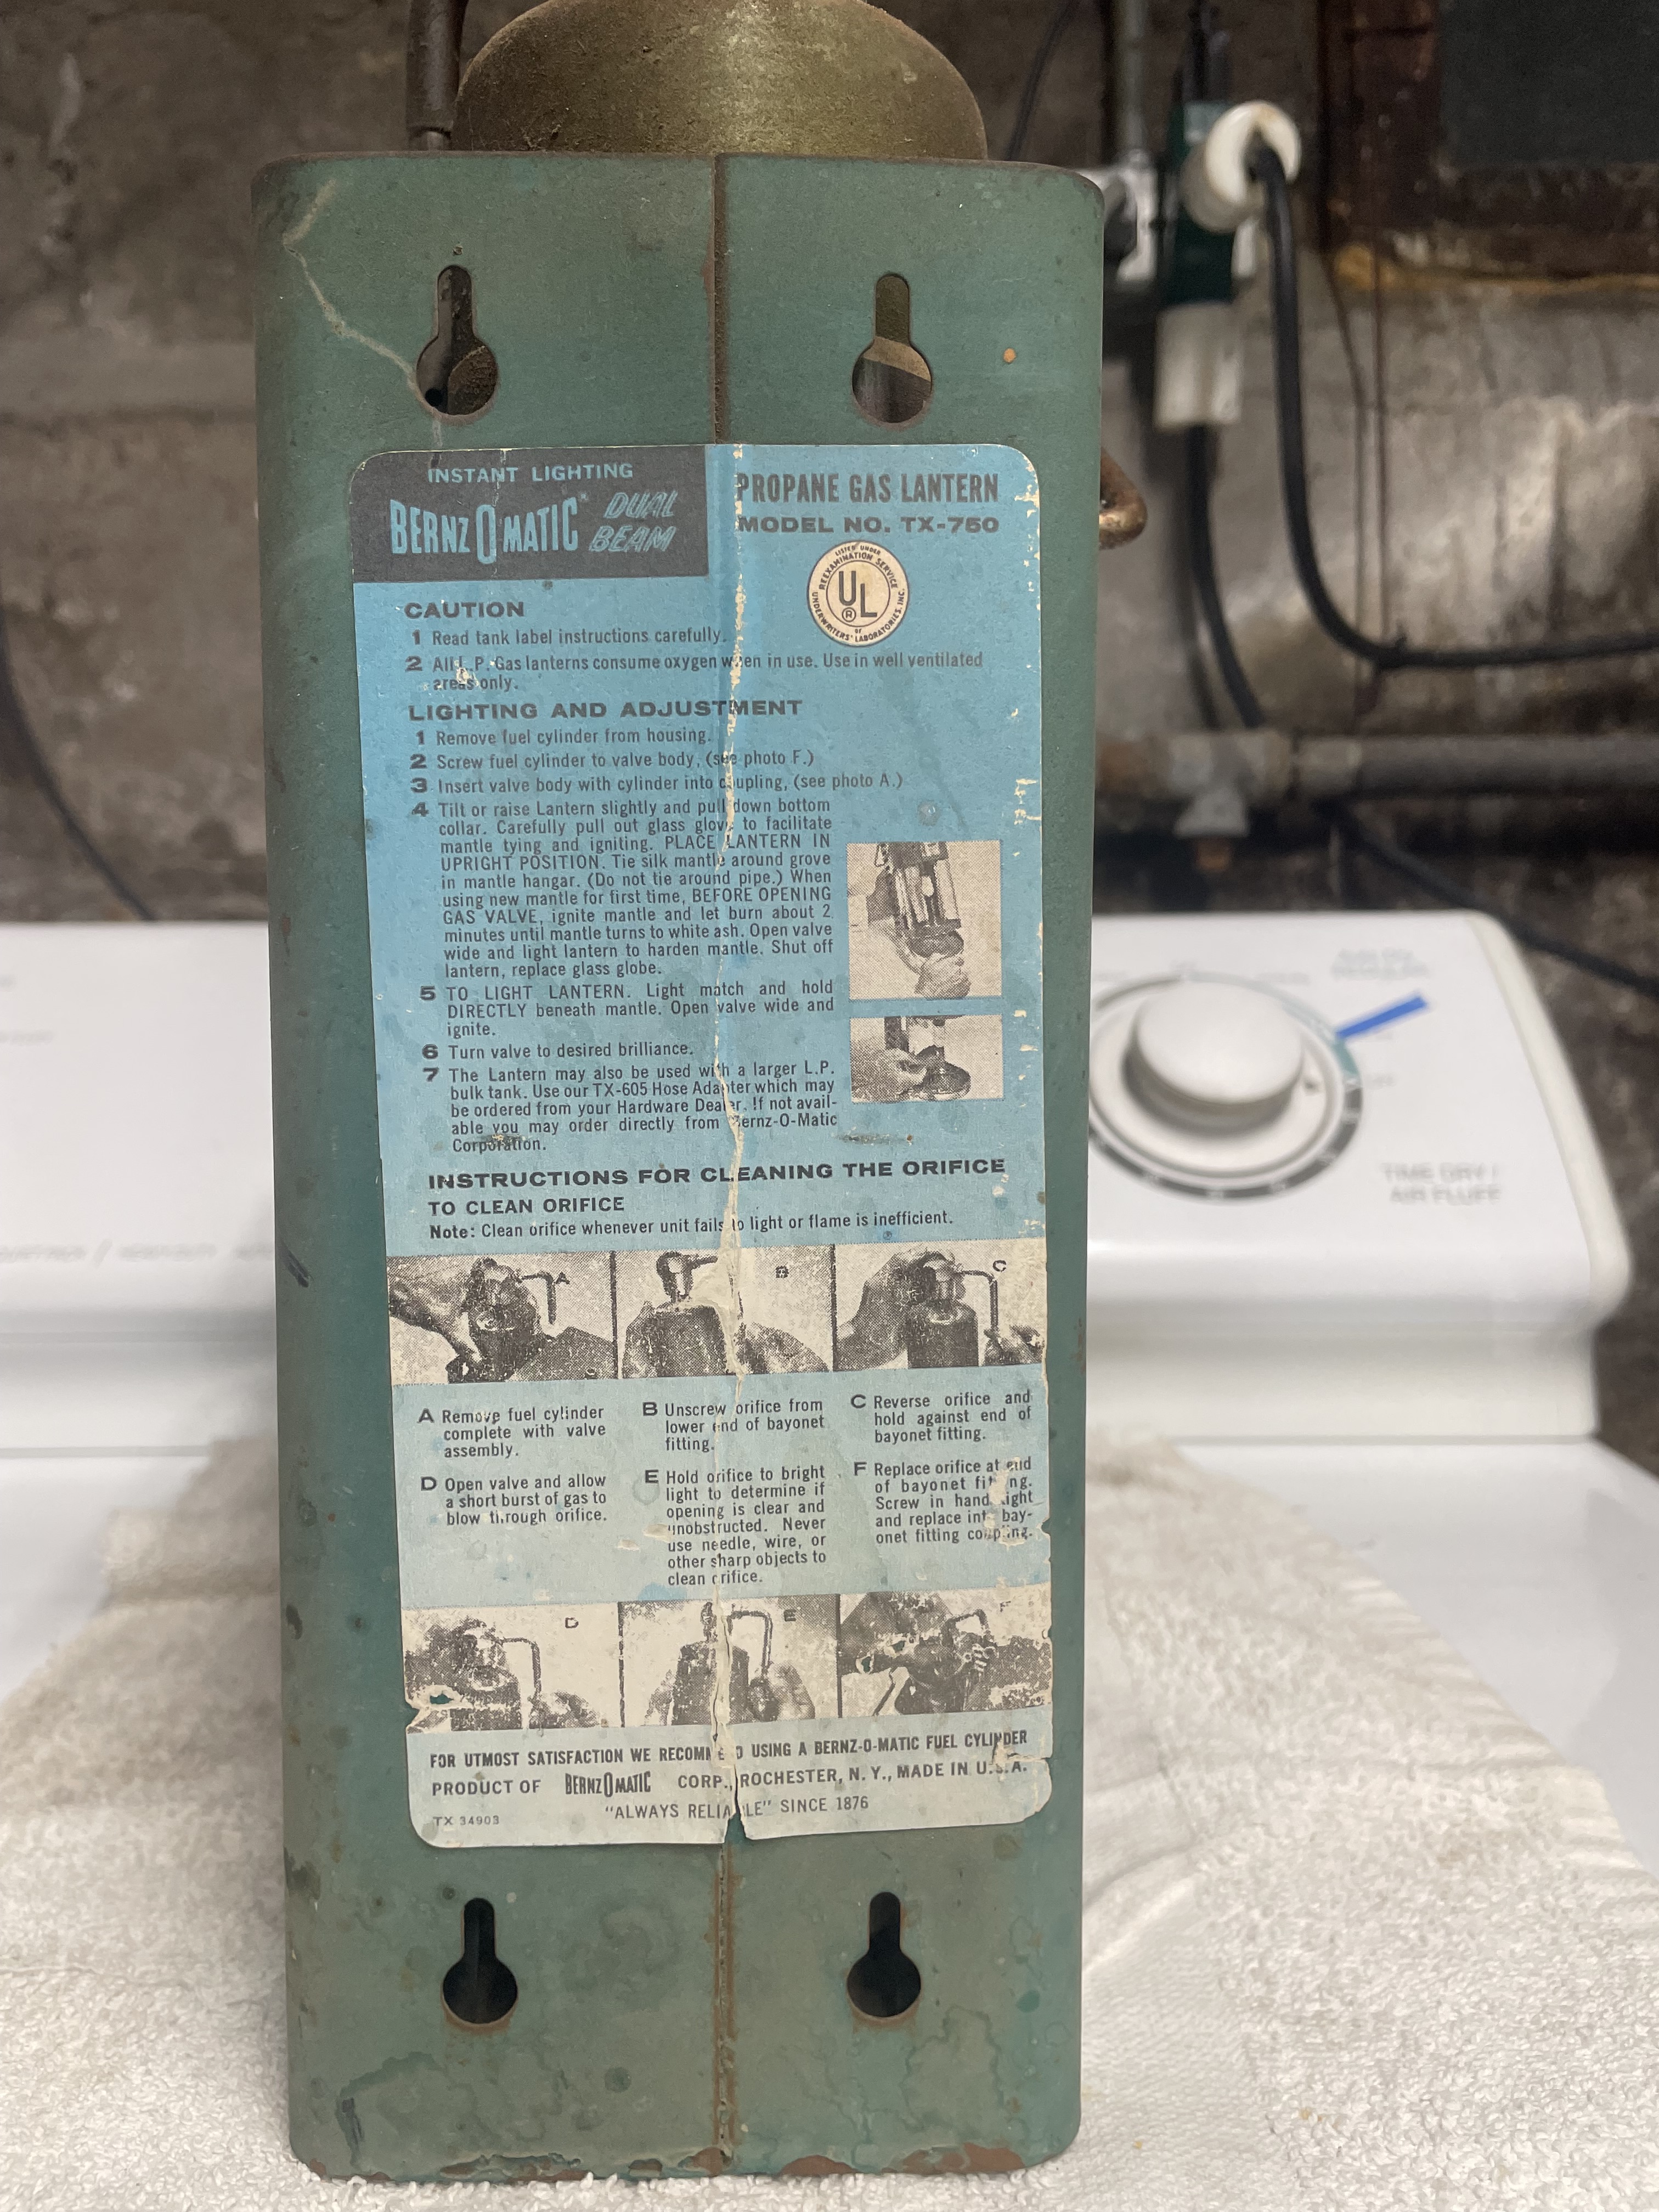 INSTANT LIGHTING
BERNZOMATIC® DUAL BEAM
PROPANE GAS LANTERN
MODEL NO. TX-750
LISTED UNDER
REEXAMINATION SERVICE
UL
®
OF
UNDERWRITERS' LABORATORIES, INC.
CAUTION
1 Read tank label instructions carefully.
2 All L.P. Gas lanterns consume oxygen when in use. Use in well ventilated
areas only.
LIGHTING AND ADJUSTMENT
1 Remove fuel cylinder from housing.
2 Screw fuel cylinder to valve body, (see photo F.)
3 Insert valve body with cylinder into coupling, (see photo A.)
4 Tilt or raise Lantern slightly and pull down bottom
collar. Carefully pull out glass glove to facilitate
mantle tying and igniting. PLACE LANTERN IN
UPRIGHT POSITION. Tie silk mantle around grove
in mantle hangar. (Do not tie around pipe.) When
using new mantle for first time, BEFORE OPENING
GAS VALVE, ignite mantle and let burn about 2
minutes until mantle turns to white ash. Open valve
wide and light lantern to harden mantle. Shut off
lantern, replace glass globe.
5 TO LIGHT LANTERN. Light match and hold
DIRECTLY beneath mantle. Open valve wide and
ignite.
6 Turn valve to desired brilliance.
7 The Lantern may also be used with a larger L.P.
bulk tank. Use our TX-605 Hose Adapter which may
be ordered from your Hardware Dealer. If not avail-
able you may order directly from Bernz-O-Matic
Corporation.
INSTRUCTIONS FOR CLEANING THE ORIFICE
TO CLEAN ORIFICE
Note: Clean orifice whenever unit fails to light or flame is inefficient.
A
B
C
A Remove fuel cylinder
complete with valve
assembly.
B Unscrew orifice from
lower end of bayonet
fitting.
C Reverse orifice and
hold against end of
bayonet fitting.
D Open valve and allow
a short burst of gas to
blow through orifice.
E Hold orifice to bright
light to determine if
opening is clear and
unobstructed. Never
use needle, wire, or
other sharp objects to
clean orifice.
F Replace orifice at end
of bayonet fitting.
Screw in hand tight
and replace into bay-
onet fitting coupling.
D
E
F
FOR UTMOST SATISFACTION WE RECOMMEND USING A BERNZ-O-MATIC FUEL CYLINDER
PRODUCT OF BERNZOMATIC CORP., ROCHESTER, N.Y., MADE IN U.S.A.
"ALWAYS RELIABLE" SINCE 1876
TX 34903
TIME DRY /
AIR FLUFF